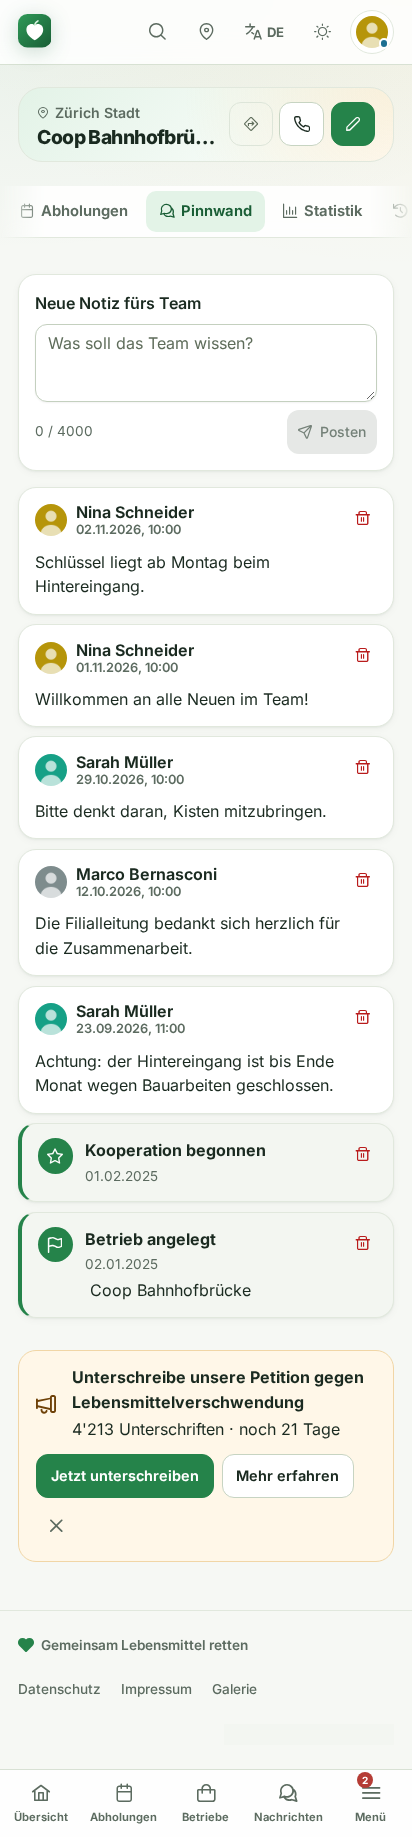 DE
Zürich Stadt
Coop Bahnhofbrü...
Abholungen
Pinnwand
Statistik
Neue Notiz fürs Team
Was soll das Team wissen?
0 / 4000
Posten
Nina Schneider
02.11.2026, 10:00
Schlüssel liegt ab Montag beim
Hintereingang.
Nina Schneider
01.11.2026, 10:00
Willkommen an alle Neuen im Team!
Sarah Müller
29.10.2026, 10:00
Bitte denkt daran, Kisten mitzubringen.
Marco Bernasconi
12.10.2026, 10:00
Die Filialleitung bedankt sich herzlich für
die Zusammenarbeit.
Sarah Müller
23.09.2026, 11:00
Achtung: der Hintereingang ist bis Ende
Monat wegen Bauarbeiten geschlossen.
Kooperation begonnen
01.02.2025
Betrieb angelegt
02.01.2025
Coop Bahnhofbrücke
Unterschreibe unsere Petition gegen
Lebensmittelverschwendung
4'213 Unterschriften · noch 21 Tage
Jetzt unterschreiben
Mehr erfahren
Gemeinsam Lebensmittel retten
Datenschutz Impressum Galerie
2
Übersicht Abholungen Betriebe Nachrichten Menü